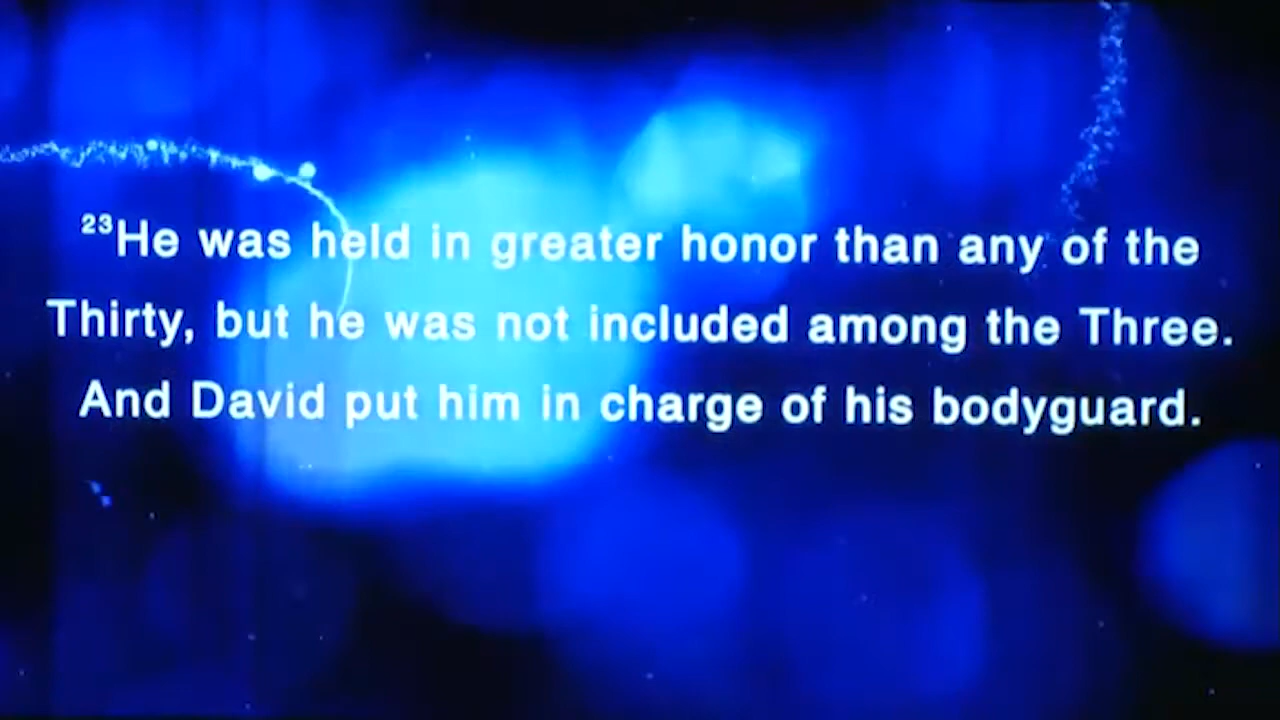 ²³He was held in greater honor than any of the
Thirty, but he was not included among the Three.
And David put him in charge of his bodyguard.